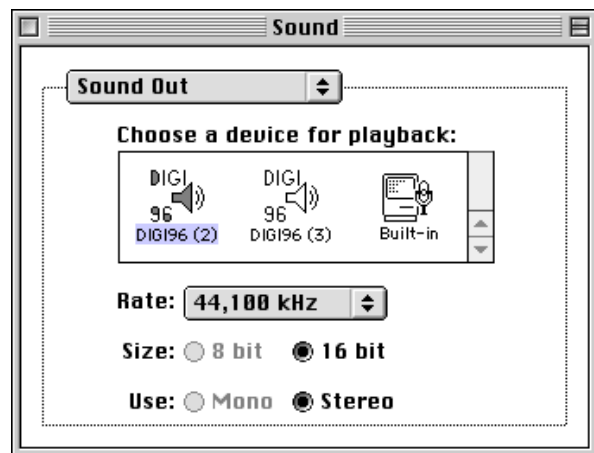 Sound
Sound Out
Choose a device for playback:
DIGI 96 DIGI 96
DIGI96 (2) DIGI96 (3) Built-in
Rate: 44,100 kHz
Size: 8 bit 16 bit
Use: Mono Stereo